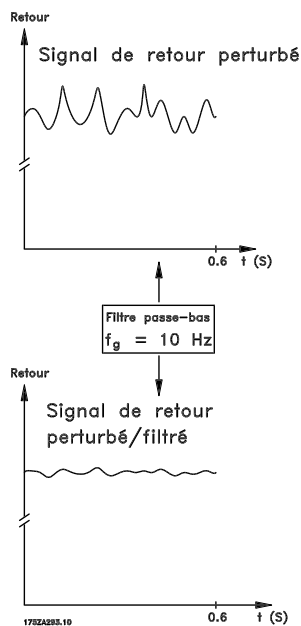 Retour
Signal de retour perturbé
0.6 t (S)
Filtre passe-bas
fg = 10 Hz
Retour
Signal de retour
perturbé/filtré
0.6 t (S)
175ZA293.10